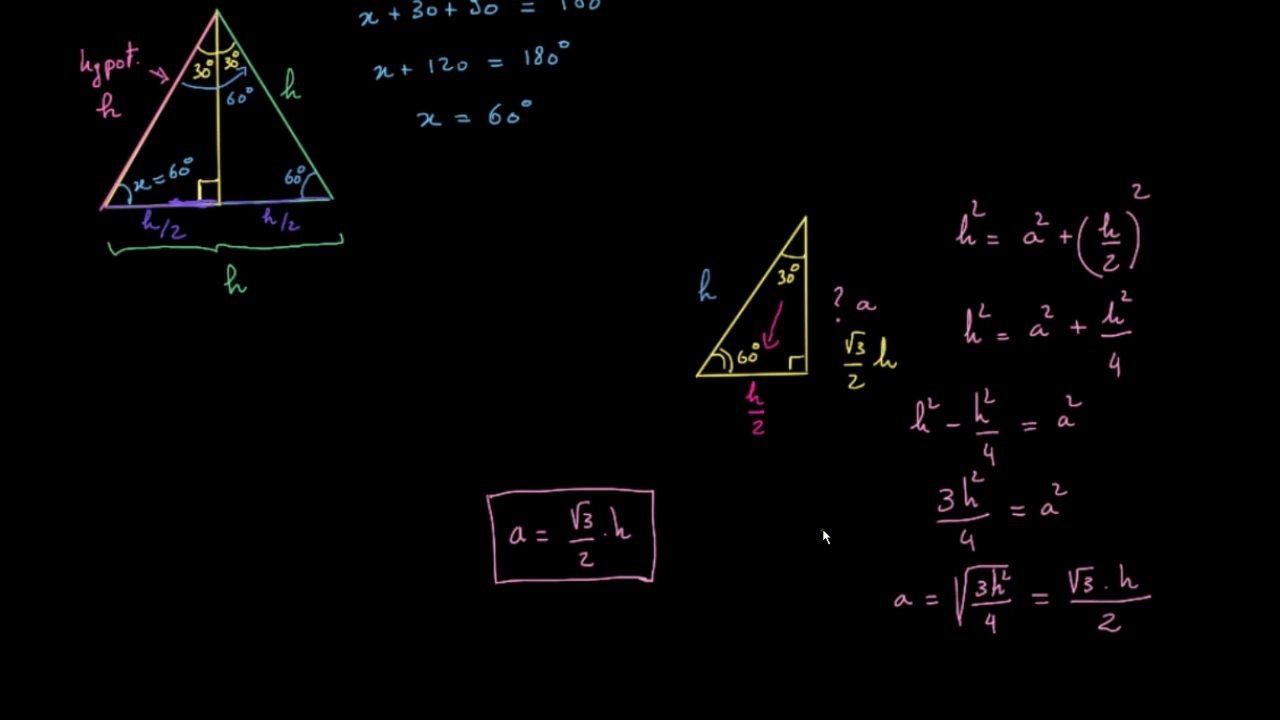 x + 30 + 90 = 180
x + 120 = 180°
x = 60°
hypot.
h
30° 30°
60°
h
x = 60°
60°
h/2 h/2
h
h
30°
60°
h/2
? a
√3/2 h
h² = a² + (h/2)²
h² = a² + h²/4
h² - h²/4 = a²
3h²/4 = a²
a = √(3h²/4) = √3 · h/2
a = √3/2 · h